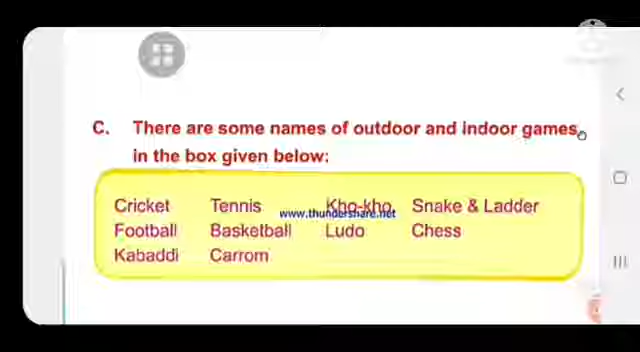 C. There are some names of outdoor and indoor games
in the box given below:
Cricket Tennis Kho-kho Snake & Ladder
www.thundershare.net
Football Basketball Ludo Chess
Kabaddi Carrom